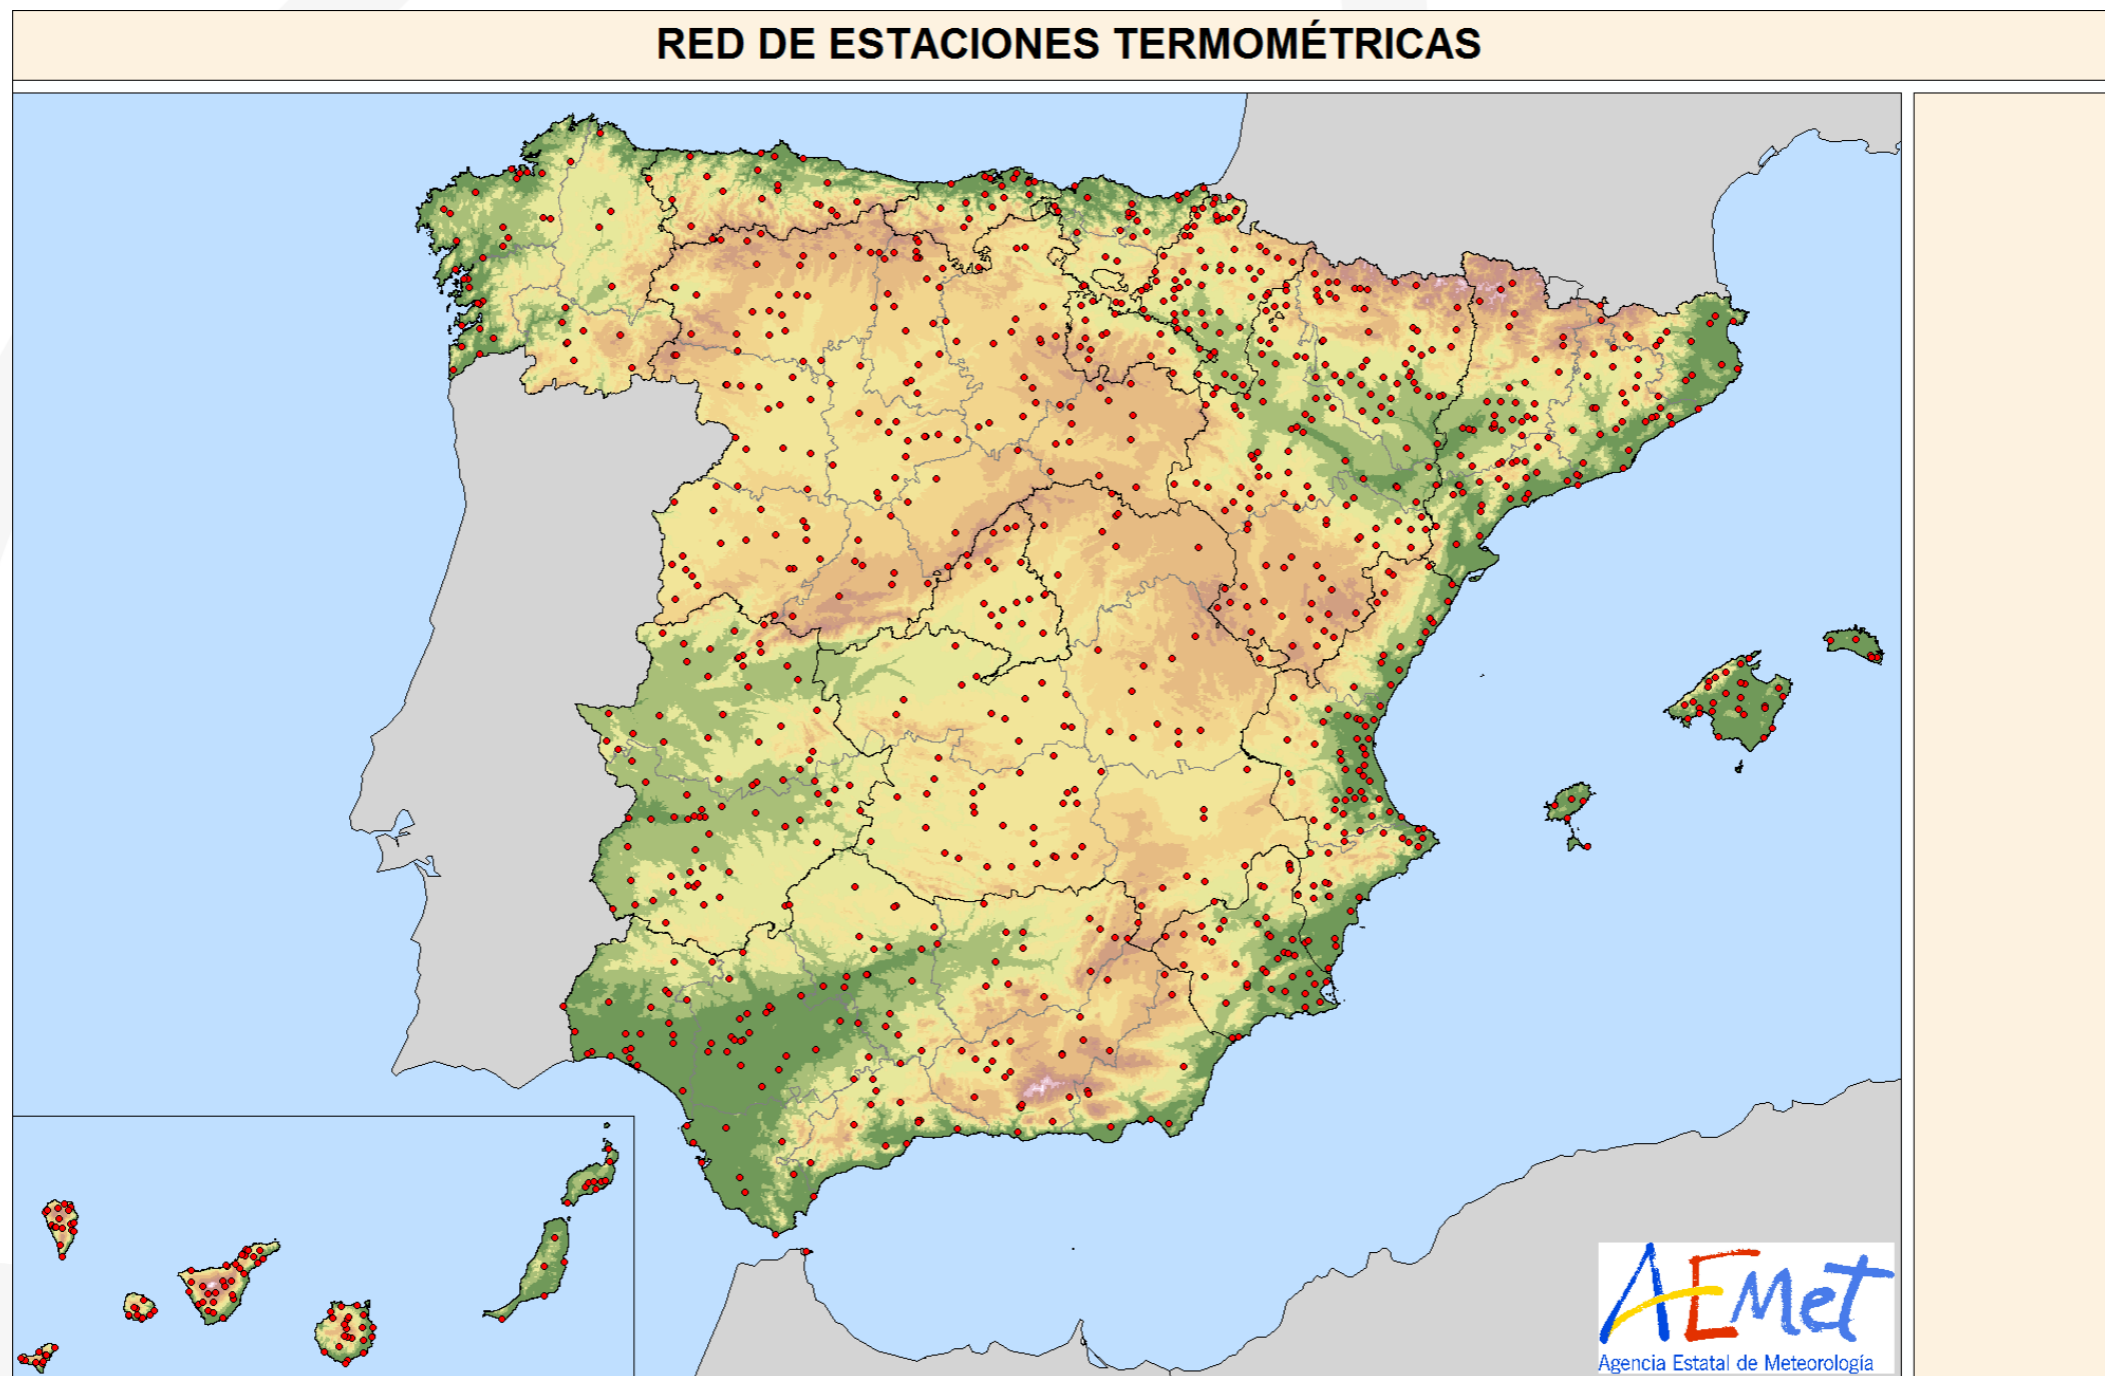 RED DE ESTACIONES TERMOMÉTRICAS
AEMet
Agencia Estatal de Meteorología